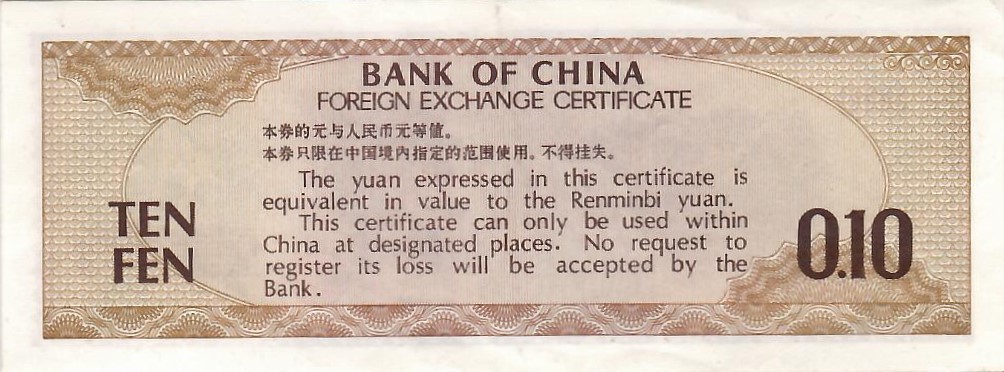 BANK OF CHINA
FOREIGN EXCHANGE CERTIFICATE
本券的元与人民币元等值。
本券只限在中国境内指定的范围使用。不得挂失。
The yuan expressed in this certificate is
equivalent in value to the Renminbi yuan.
This certificate can only be used within
China at designated places. No request to
register its loss will be accepted by the
Bank.
TEN
FEN
0.10